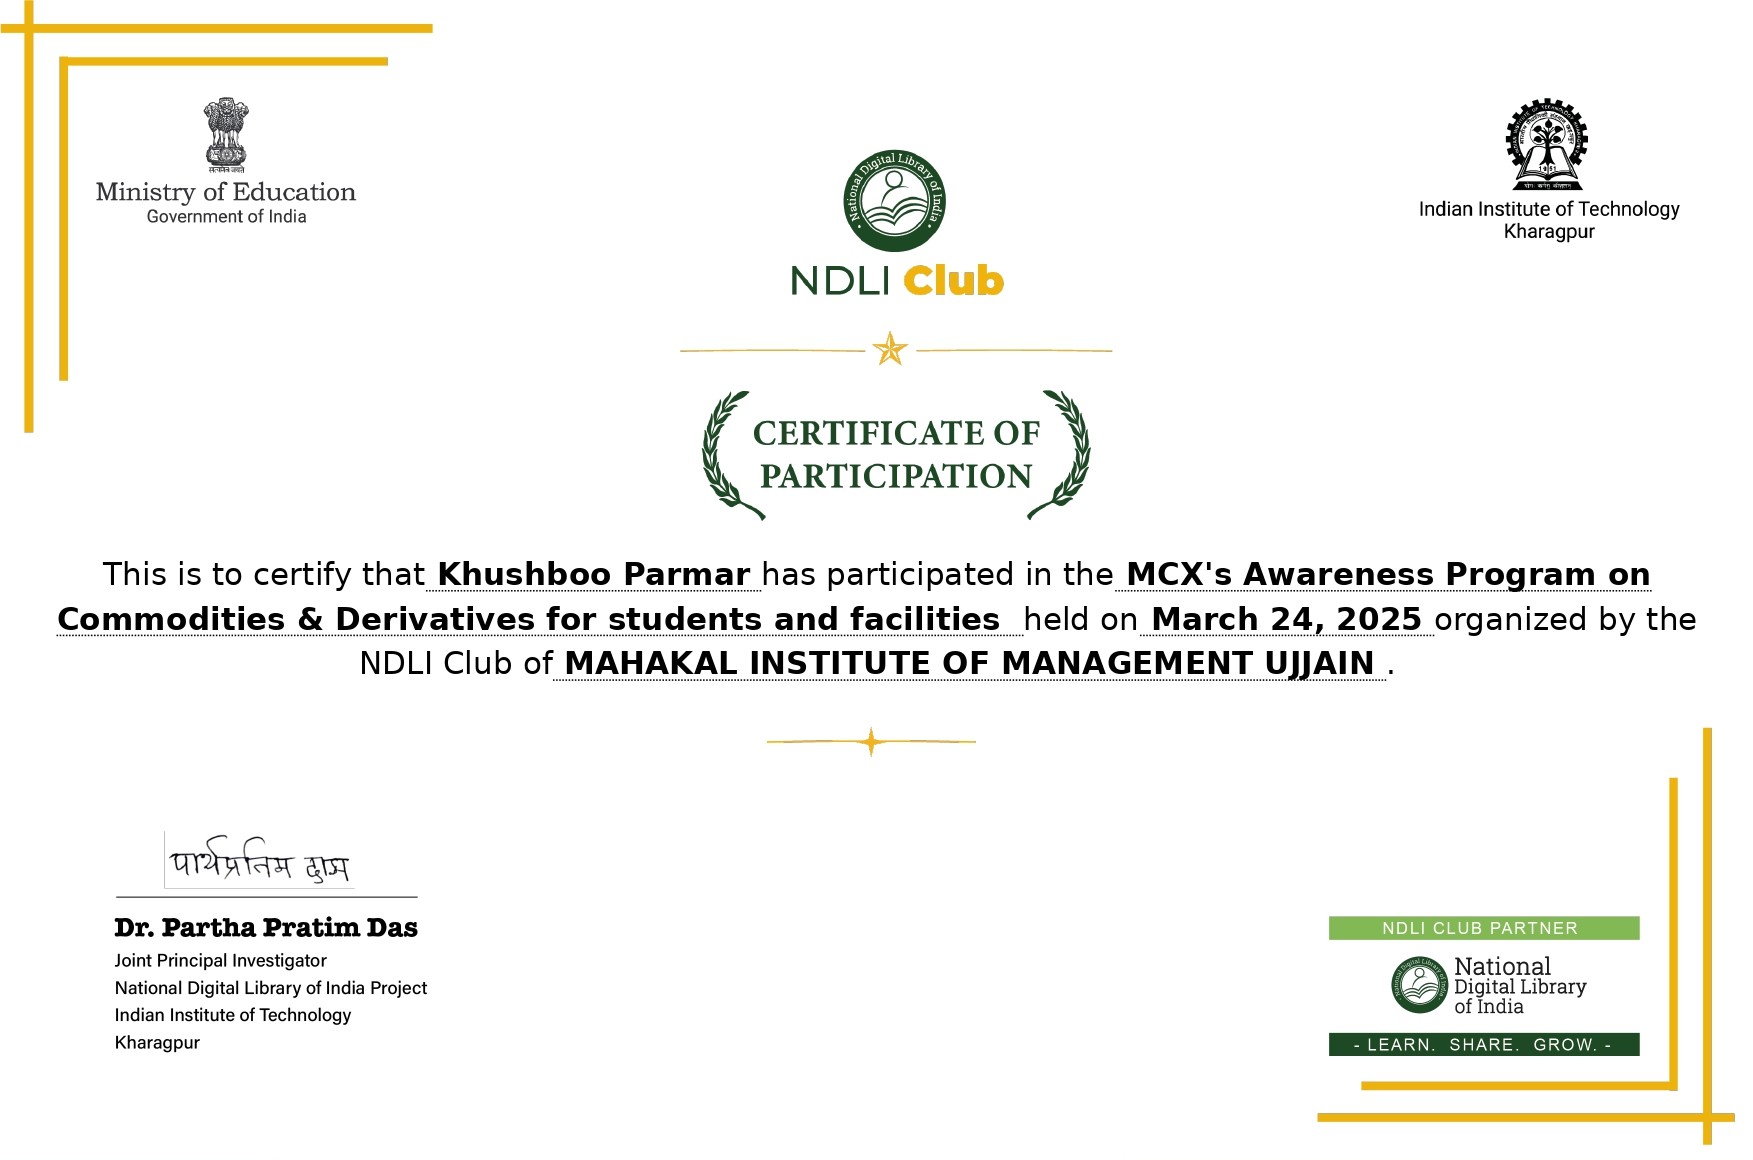 सत्यमेव जयते
Ministry of Education
Government of India
National Digital Library of India
NDLI Club
1951
Indian Institute of Technology
Kharagpur
CERTIFICATE OF
PARTICIPATION
This is to certify that Khushboo Parmar has participated in the MCX's Awareness Program on
Commodities & Derivatives for students and facilities held on March 24, 2025 organized by the
NDLI Club of MAHAKAL INSTITUTE OF MANAGEMENT UJJAIN .
पार्थप्रतिम दास
Dr. Partha Pratim Das
Joint Principal Investigator
National Digital Library of India Project
Indian Institute of Technology
Kharagpur
NDLI CLUB PARTNER
National Digital Library of India
National
Digital Library
of India
- LEARN. SHARE. GROW. -